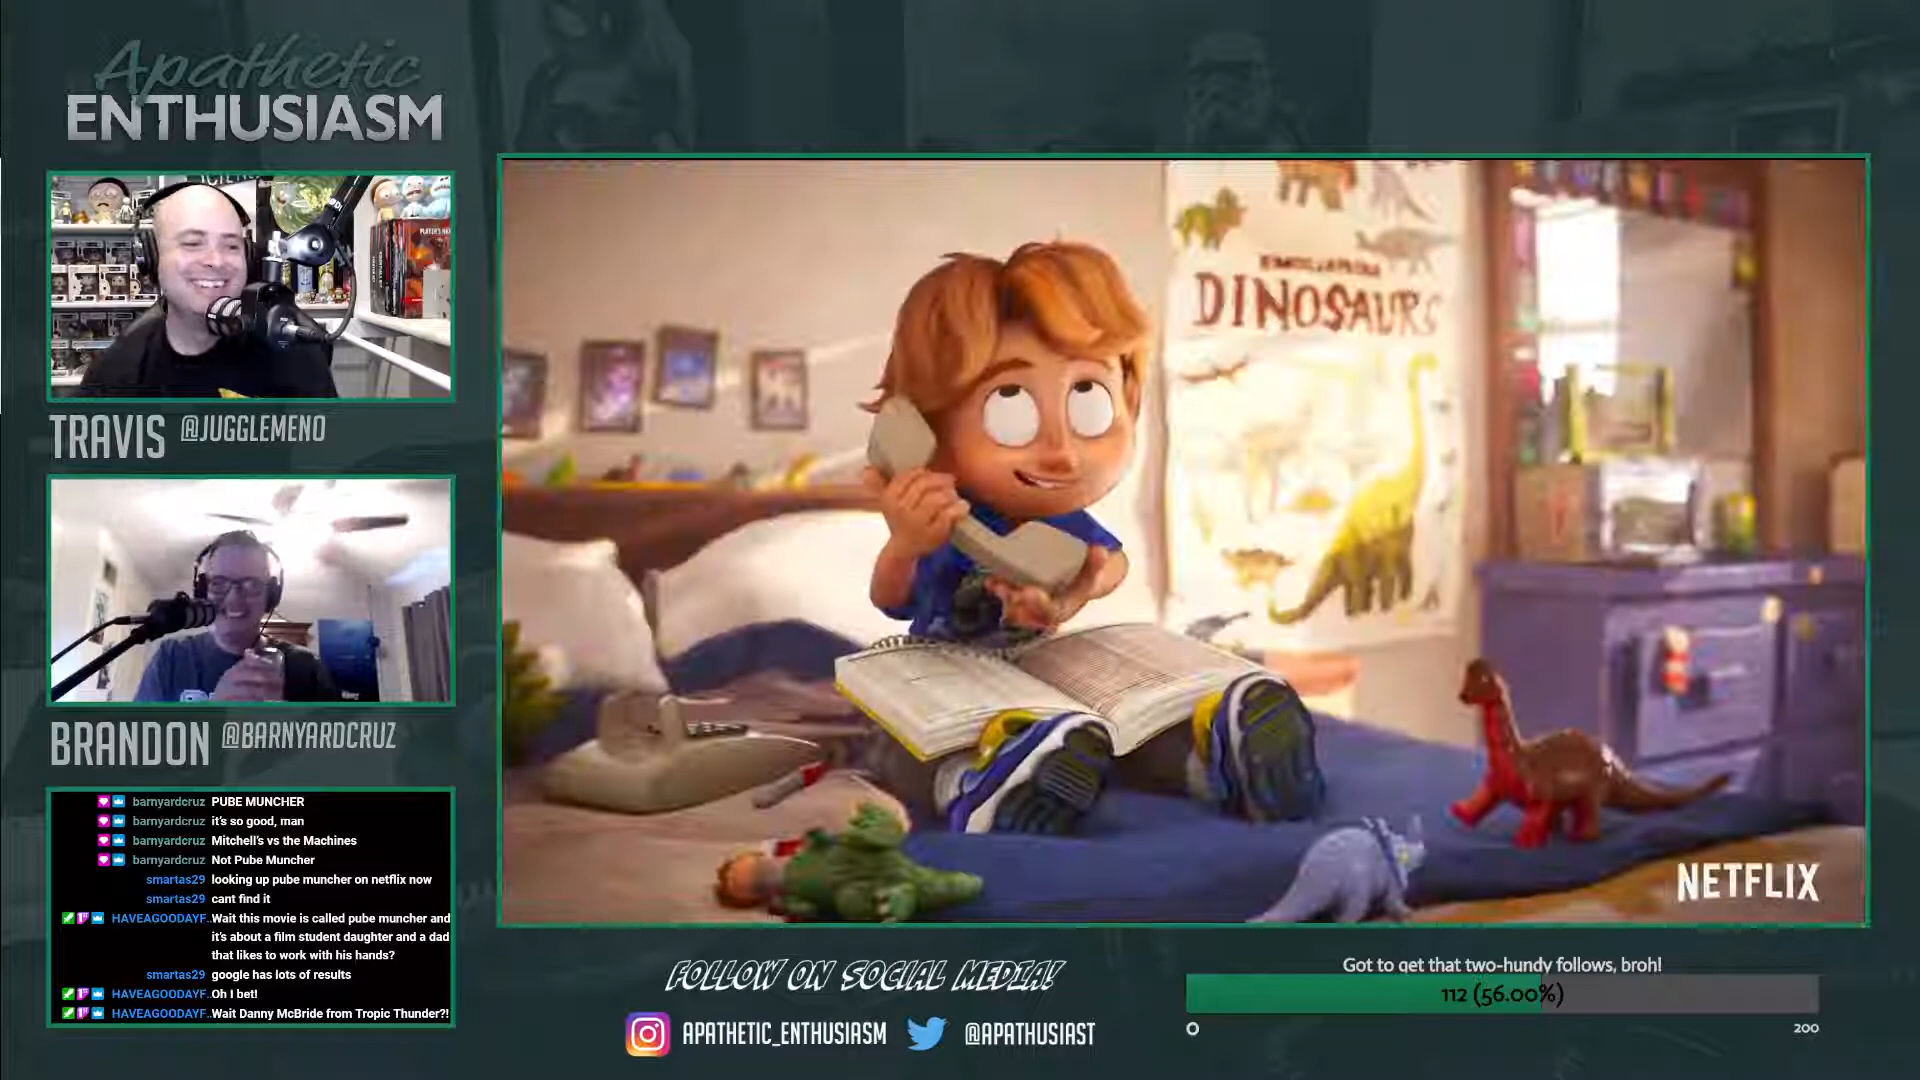 Apathetic
ENTHUSIASM
TRAVIS @JUGGLEMENO
BRANDON @BARNYARDCRUZ
barnyardcruz PUBE MUNCHER
barnyardcruz it's so good, man
barnyardcruz Mitchell's vs the Machines
barnyardcruz Not Pube Muncher
smartas29 looking up pube muncher on netflix now
smartas29 cant find it
HAVEAGOODAYF.. Wait this movie is called pube muncher and
it's about a film student daughter and a dad
that likes to work with his hands?
smartas29 google has lots of results
HAVEAGOODAYF.. Oh I bet!
HAVEAGOODAYF.. Wait Danny McBride from Tropic Thunder?!
DINOSAURS
NETFLIX
FOLLOW ON SOCIAL MEDIA!
APATHETIC_ENTHUSIASM @APATHUSIAST
Got to get that two-hundy follows, broh!
112 (56.00%)
0 200